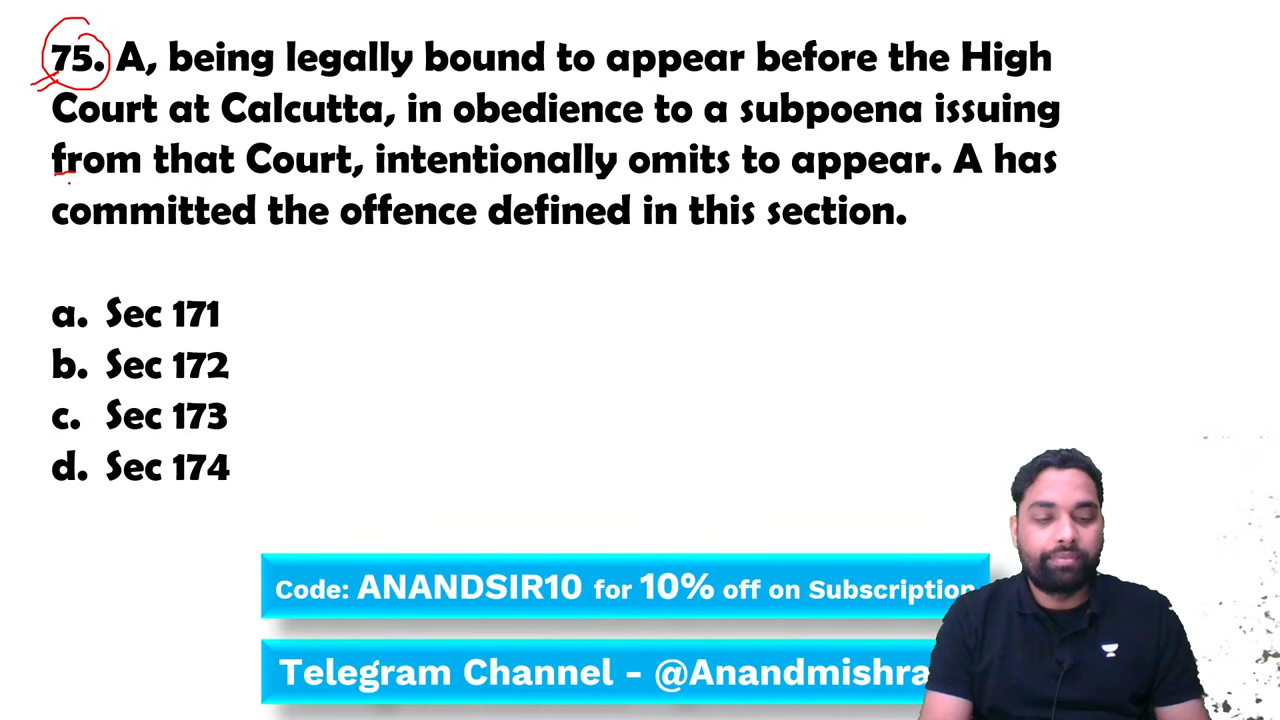 75. A, being legally bound to appear before the High
Court at Calcutta, in obedience to a subpoena issuing
from that Court, intentionally omits to appear. A has
committed the offence defined in this section.
a. Sec 171
b. Sec 172
c. Sec 173
d. Sec 174
Code: ANANDSIR10 for 10% off on Subscription
Telegram Channel - @Anandmishra